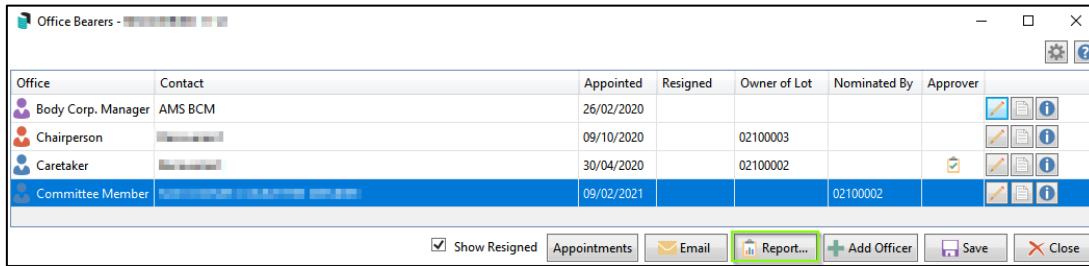 Office Bearers -
Office Contact Appointed Resigned Owner of Lot Nominated By Approver
Body Corp. Manager AMS BCM 26/02/2020
Chairperson 09/10/2020 02100003
Caretaker 30/04/2020 02100002
Committee Member 09/02/2021 02100002
Show Resigned Appointments Email Report... Add Officer Save Close